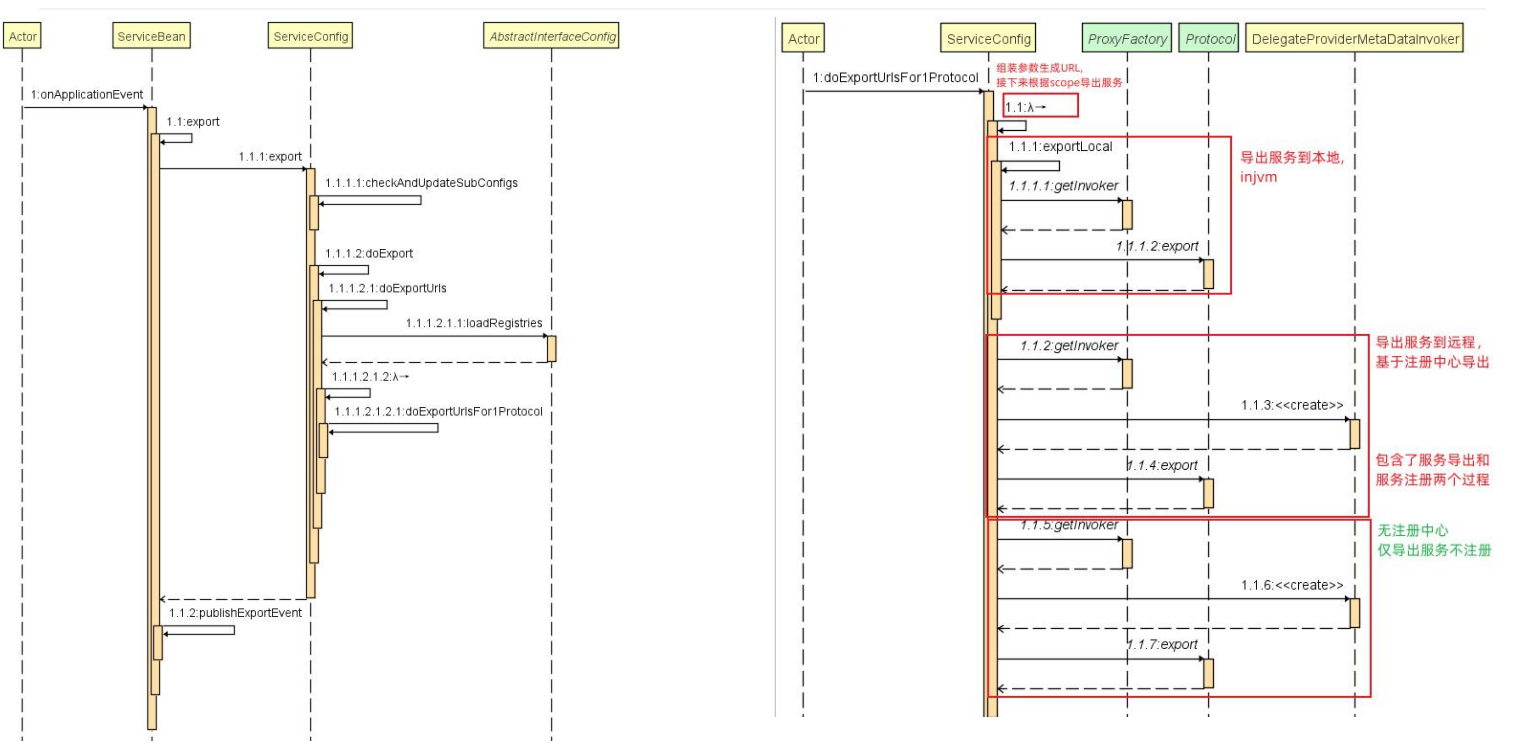 Actor
ServiceBean
ServiceConfig
AbstractInterfaceConfig
1:onApplicationEvent
1.1:export
1.1.1:export
1.1.1.1:checkAndUpdateSubConfigs
1.1.1.2:doExport
1.1.1.2.1:doExportUrls
1.1.1.2.1.1:loadRegistries
1.1.1.2.1.2:λ→
1.1.1.2.1.2.1:doExportUrlsFor1Protocol
1.1.2:publishExportEvent
Actor
ServiceConfig
ProxyFactory
Protocol
DelegateProviderMetaDataInvoker
1:doExportUrlsFor1Protocol
组装参数生成URL,
接下来根据scope导出服务
1.1:λ→
1.1.1:exportLocal
导出服务到本地,
injvm
1.1.1.1:getInvoker
1.1.1.2:export
导出服务到远程,
基于注册中心导出
1.1.2:getInvoker
1.1.3:<<create>>
包含了服务导出和
服务注册两个过程
1.1.4:export
1.1.5:getInvoker
无注册中心
仅导出服务不注册
1.1.6:<<create>>
1.1.7:export